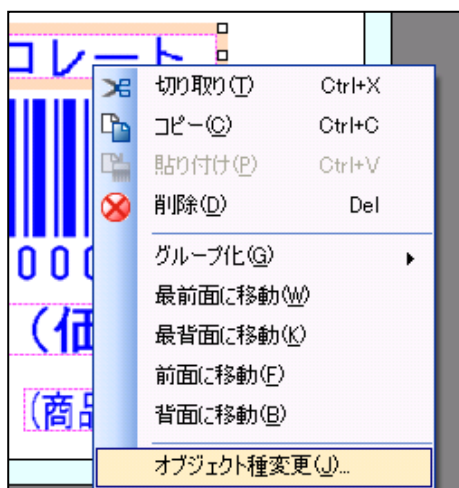 コレート
切り取り(T) Ctrl+X
コピー(C) Ctrl+C
貼り付け(P) Ctrl+V
削除(D) Del
グループ化(G)
000
最前面に移動(W)
(価
最背面に移動(K)
前面に移動(F)
(商品
背面に移動(B)
オブジェクト種変更(J)...